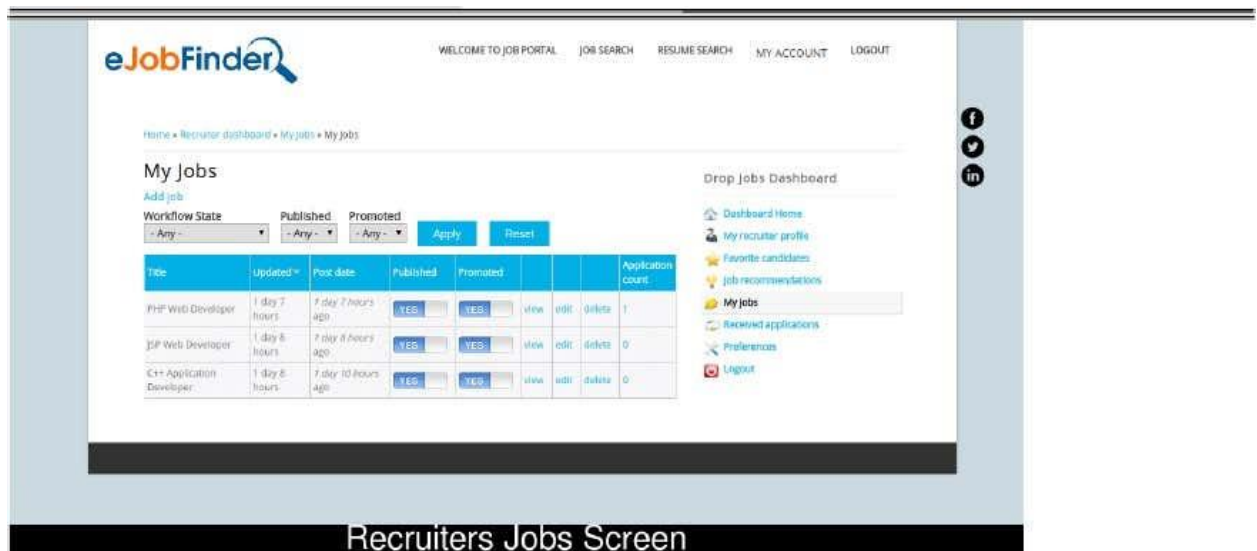 eJobFinder
WELCOME TO JOB PORTAL JOB SEARCH RESUME SEARCH MY ACCOUNT LOGOUT
Home » Recruiter dashboard » My jobs » My Jobs
My Jobs
Add job
Workflow State Published Promoted
- Any - - Any - - Any - Apply Reset
Title Updated Post date Published Promoted Application count
PHP Web Developer 1 day 7 hours 1 day 7 hours ago YES YES view edit delete 1
JSP Web Developer 1 day 8 hours 1 day 8 hours ago YES YES view edit delete 0
C++ Application Developer 1 day 8 hours 1 day 10 hours ago YES YES view edit delete 0
Drop Jobs Dashboard
Dashboard Home
My recruiter profile
Favorite candidates
Job recommendations
My jobs
Received applications
Preferences
Logout
Recruiters Jobs Screen